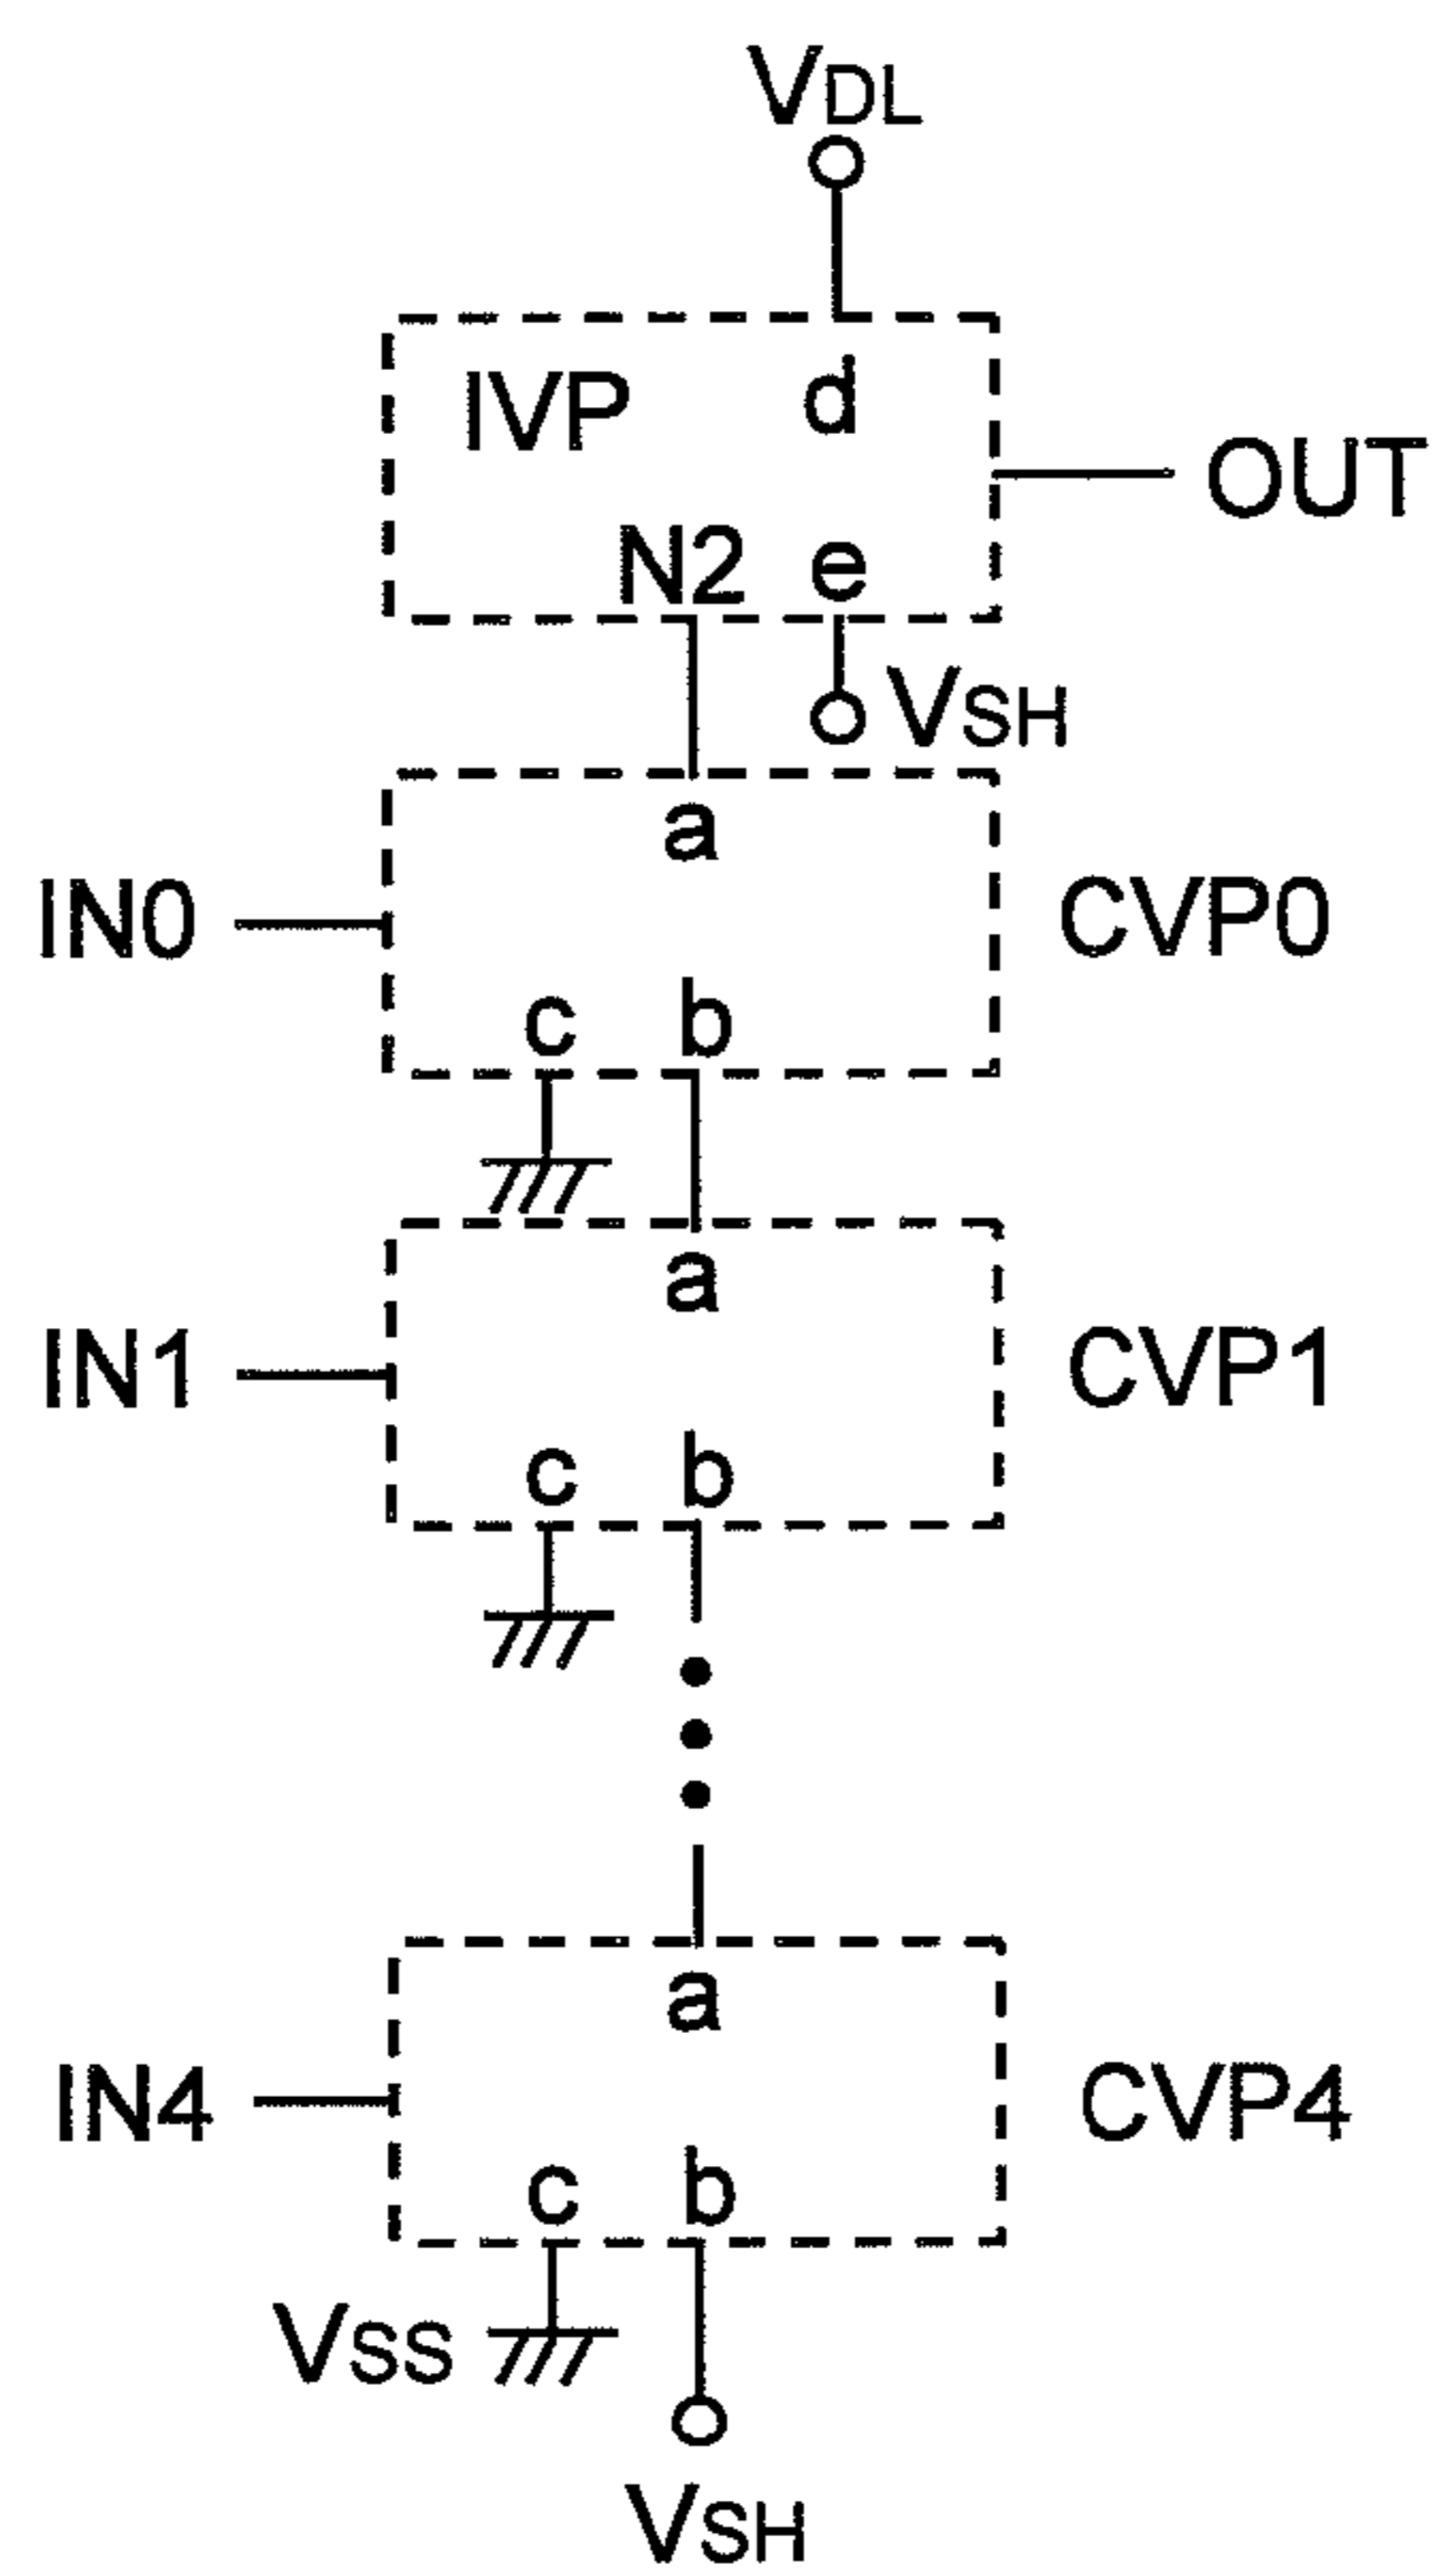 VDL
IVP d
OUT
N2 e
VSH
a
IN0 CVP0
c b
a
IN1 CVP1
c b
a
IN4 CVP4
c b
VSS
VSH